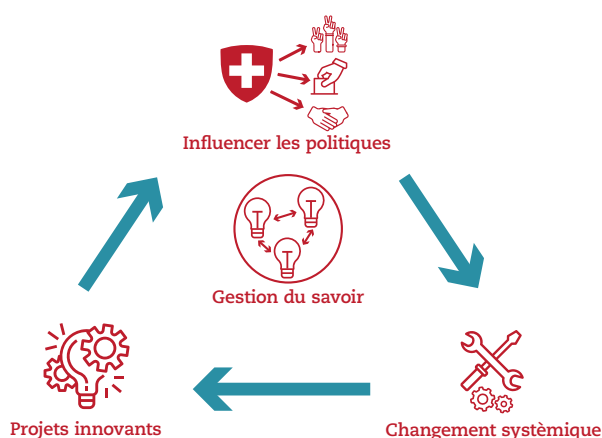 Influencer les politiques
Gestion du savoir
Projets innovants
Changement systèmique